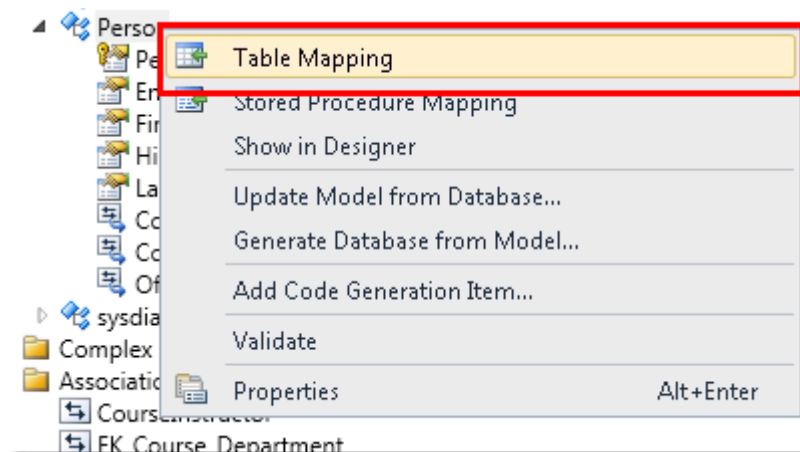 Perso
Table Mapping
Pe
En
Stored Procedure Mapping
Fir
Show in Designer
Hi
La
Update Model from Database...
Co
Generate Database from Model...
Co
Of
Add Code Generation Item...
sysdia
Validate
Complex
Associatio
Properties Alt+Enter
CourseInstructor
FK_Course_Department